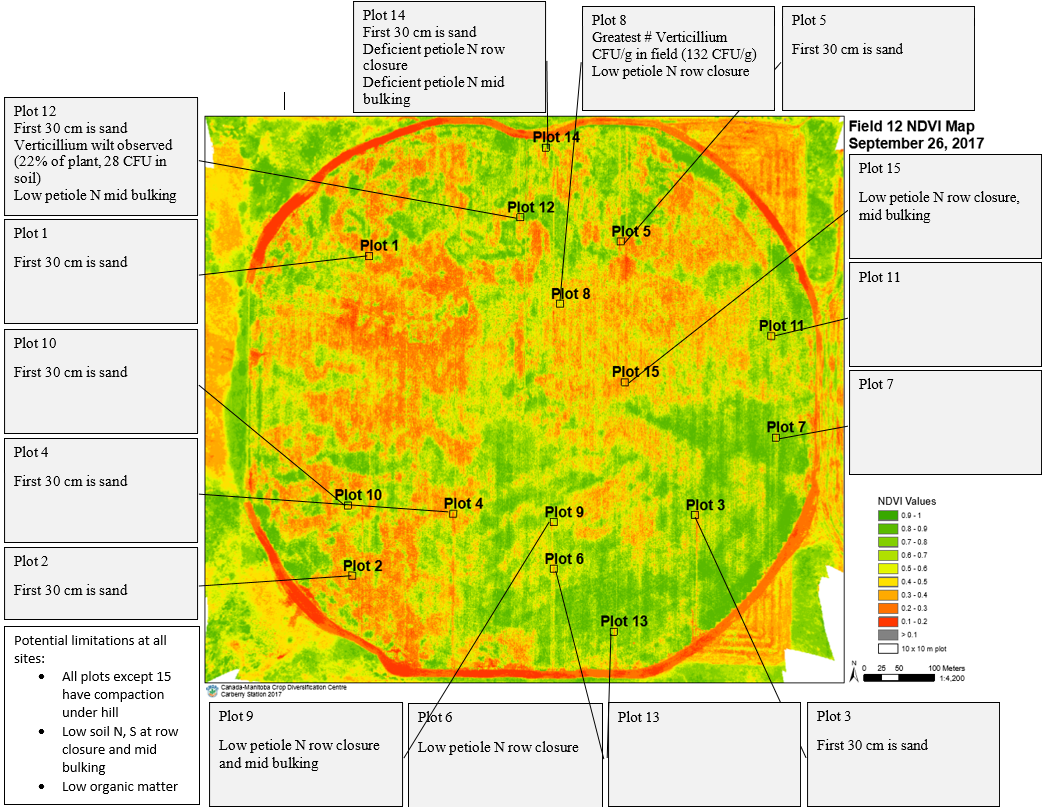 Plot 14
First 30 cm is sand
Deficient petiole N row
closure
Deficient petiole N mid
bulking
Plot 8
Greatest # Verticillium
CFU/g in field (132 CFU/g)
Low petiole N row closure
Plot 5
First 30 cm is sand
Plot 12
First 30 cm is sand
Verticillium wilt observed
(22% of plant, 28 CFU in
soil)
Low petiole N mid bulking
Plot 1
First 30 cm is sand
Plot 10
First 30 cm is sand
Plot 4
First 30 cm is sand
Plot 2
First 30 cm is sand
Potential limitations at all
sites:
• All plots except 15
have compaction
under hill
• Low soil N, S at row
closure and mid
bulking
• Low organic matter
Field 12 NDVI Map
September 26, 2017
Plot 15
Low petiole N row closure,
mid bulking
Plot 11
Plot 7
Plot 14
Plot 12
Plot 5
Plot 1
Plot 8
Plot 11
Plot 15
Plot 7
Plot 10
Plot 4
Plot 9
Plot 3
Plot 6
Plot 2
Plot 13
NDVI Values
0.9 - 1
0.8 - 0.9
0.7 - 0.8
0.6 - 0.7
0.5 - 0.6
0.4 - 0.5
0.3 - 0.4
0.2 - 0.3
0.1 - 0.2
> 0.1
10 x 10 m plot
N
0 25 50 100 Meters
1:4,200
Canada-Manitoba Crop Diversification Centre
Carberry Station 2017
Plot 9
Low petiole N row closure
and mid bulking
Plot 6
Low petiole N row closure
Plot 13
Plot 3
First 30 cm is sand